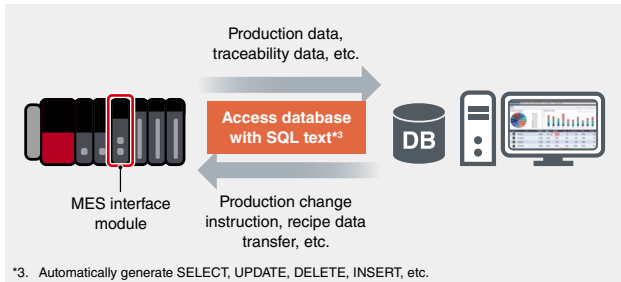 Production data,
traceability data, etc.
Access database
with SQL text*3
DB
MES interface
module
Production change
instruction, recipe data
transfer, etc.
*3. Automatically generate SELECT, UPDATE, DELETE, INSERT, etc.